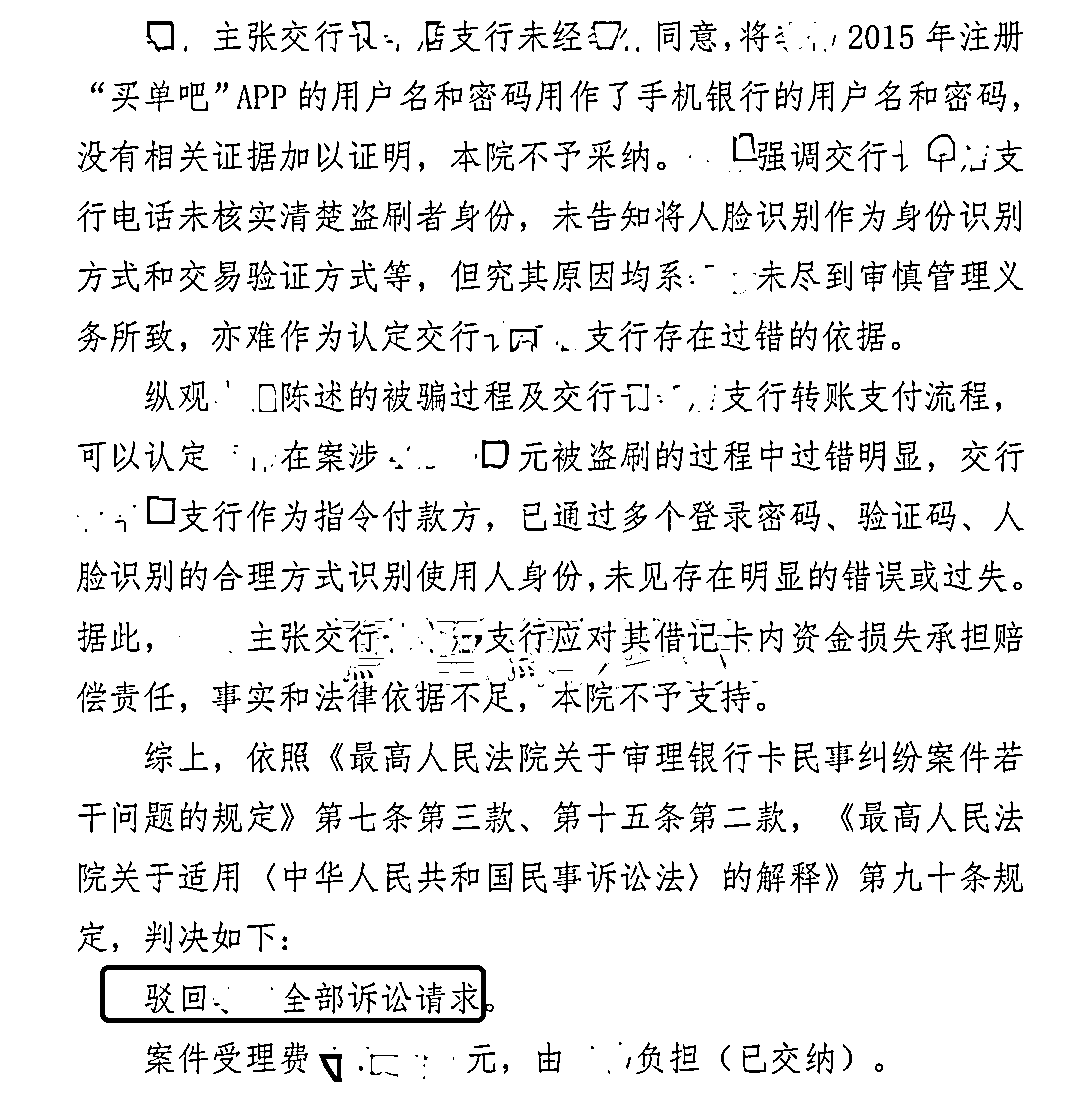 主张交行 店支行未经 同意,将 2015年注册
“买单吧”APP的用户名和密码用作了手机银行的用户名和密码,
没有相关证据加以证明，本院不予采纳。 强调交行 支
行电话未核实清楚盗刷者身份，未告知将人脸识别作为身份识别
方式和交易验证方式等，但究其原因均系 未尽到审慎管理义
务所致，亦难作为认定交行 支行存在过错的依据。
纵观 陈述的被骗过程及交行 支行转账支付流程，
可以认定 在案涉 元被盗刷的过程中过错明显，交行
支行作为指令付款方，已通过多个登录密码、验证码、人
脸识别的合理方式识别使用人身份,未见存在明显的错误或过失。
据此， 主张交行 支行应对其借记卡内资金损失承担赔
偿责任，事实和法律依据不足，本院不予支持。
综上，依照《最高人民法院关于审理银行卡民事纠纷案件若
干问题的规定》第七条第三款、第十五条第二款，《最高人民法
院关于适用〈中华人民共和国民事诉讼法〉的解释》第九十条规
定，判决如下：
驳回 全部诉讼请求。
案件受理费 元，由 负担（已交纳）。